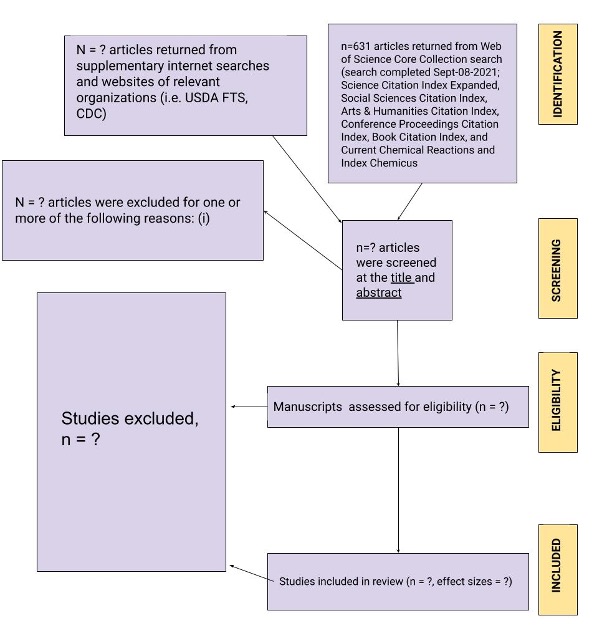 N = ? articles returned from
supplementary internet searches
and websites of relevant
organizations (i.e. USDA FTS,
CDC)
n=631 articles returned from Web
of Science Core Collection search
(search completed Sept-08-2021;
Science Citation Index Expanded,
Social Sciences Citation Index,
Arts & Humanities Citation Index,
Conference Proceedings Citation
Index, Book Citation Index, and
Current Chemical Reactions and
Index Chemicus
IDENTIFICATION
N = ? articles were excluded for one or
more of the following reasons: (i)
n=? articles
were screened
at the title and
abstract
SCREENING
Studies excluded,
n = ?
Manuscripts assessed for eligibility (n = ?)
ELIGIBILITY
Studies included in review (n = ?, effect sizes = ?)
INCLUDED